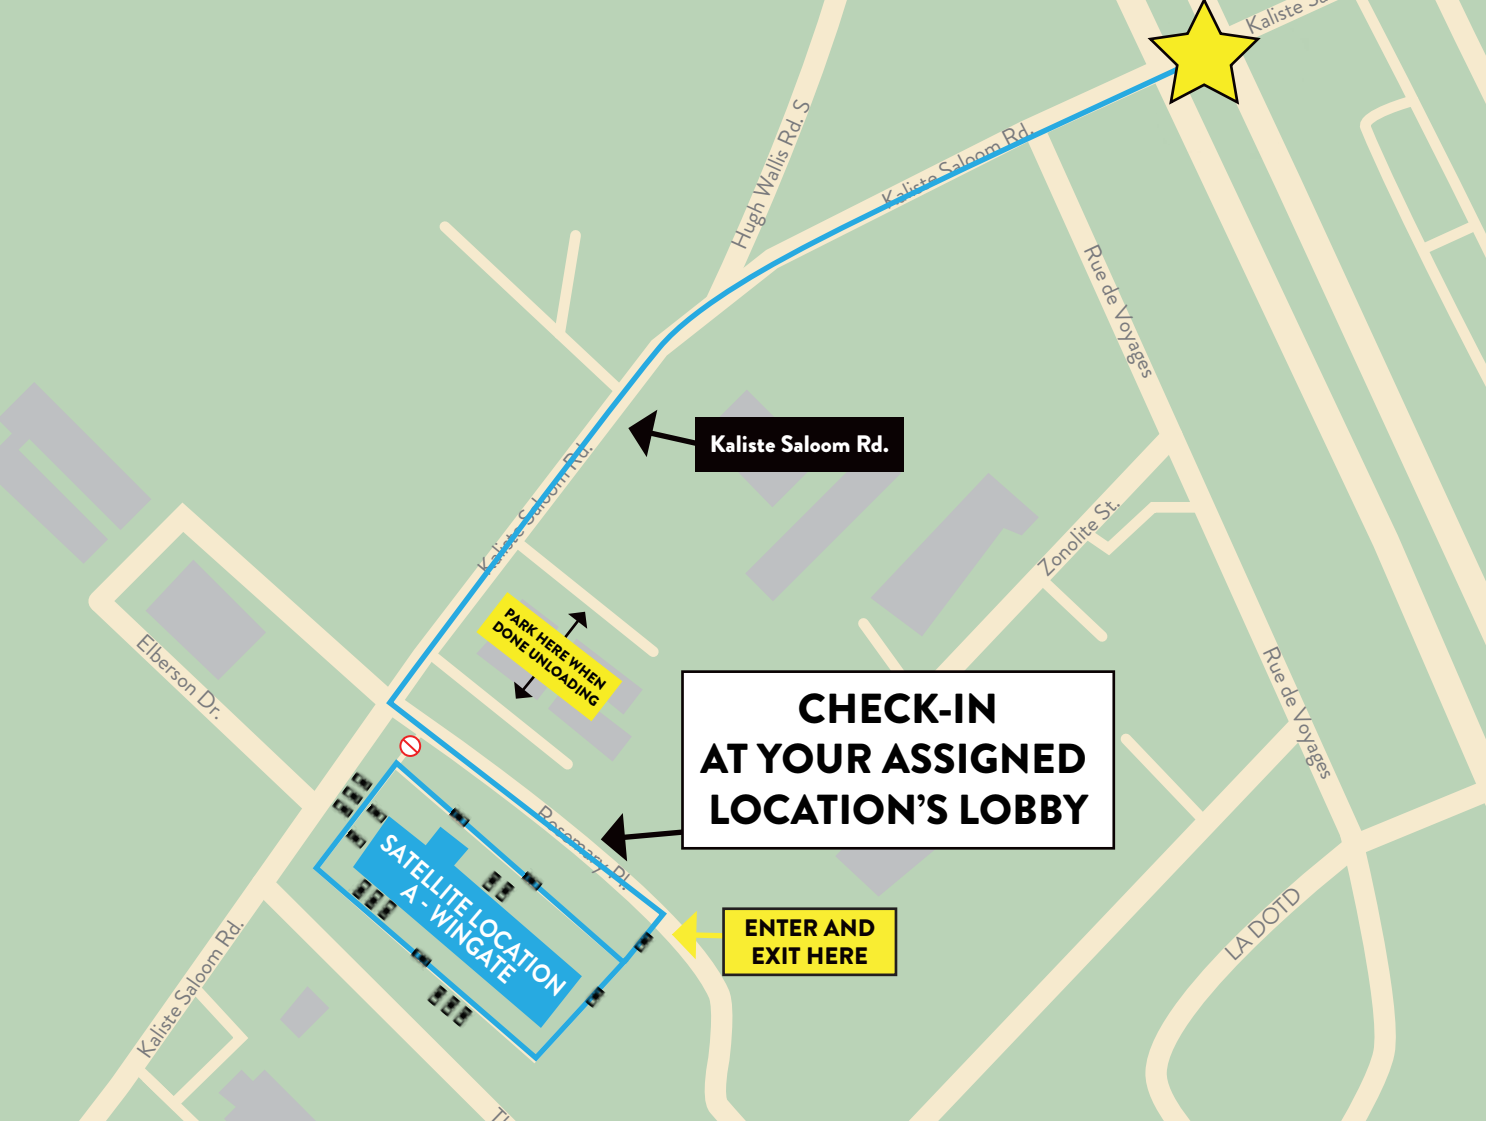 Kaliste Sa
Hugh Wallis Rd. S
Kaliste Saloom Rd.
Rue de Voyages
Kaliste Saloom Rd.
Kaliste Saloom Rd.
Zonolite St.
PARK HERE WHEN
DONE UNLOADING
Elberson Dr.
Rue de Voyages
CHECK-IN
AT YOUR ASSIGNED
LOCATION'S LOBBY
Rosemary Pl.
SATELLITE LOCATION
A - WINGATE
ENTER AND
EXIT HERE
LA DOTD
Kaliste Saloom Rd.